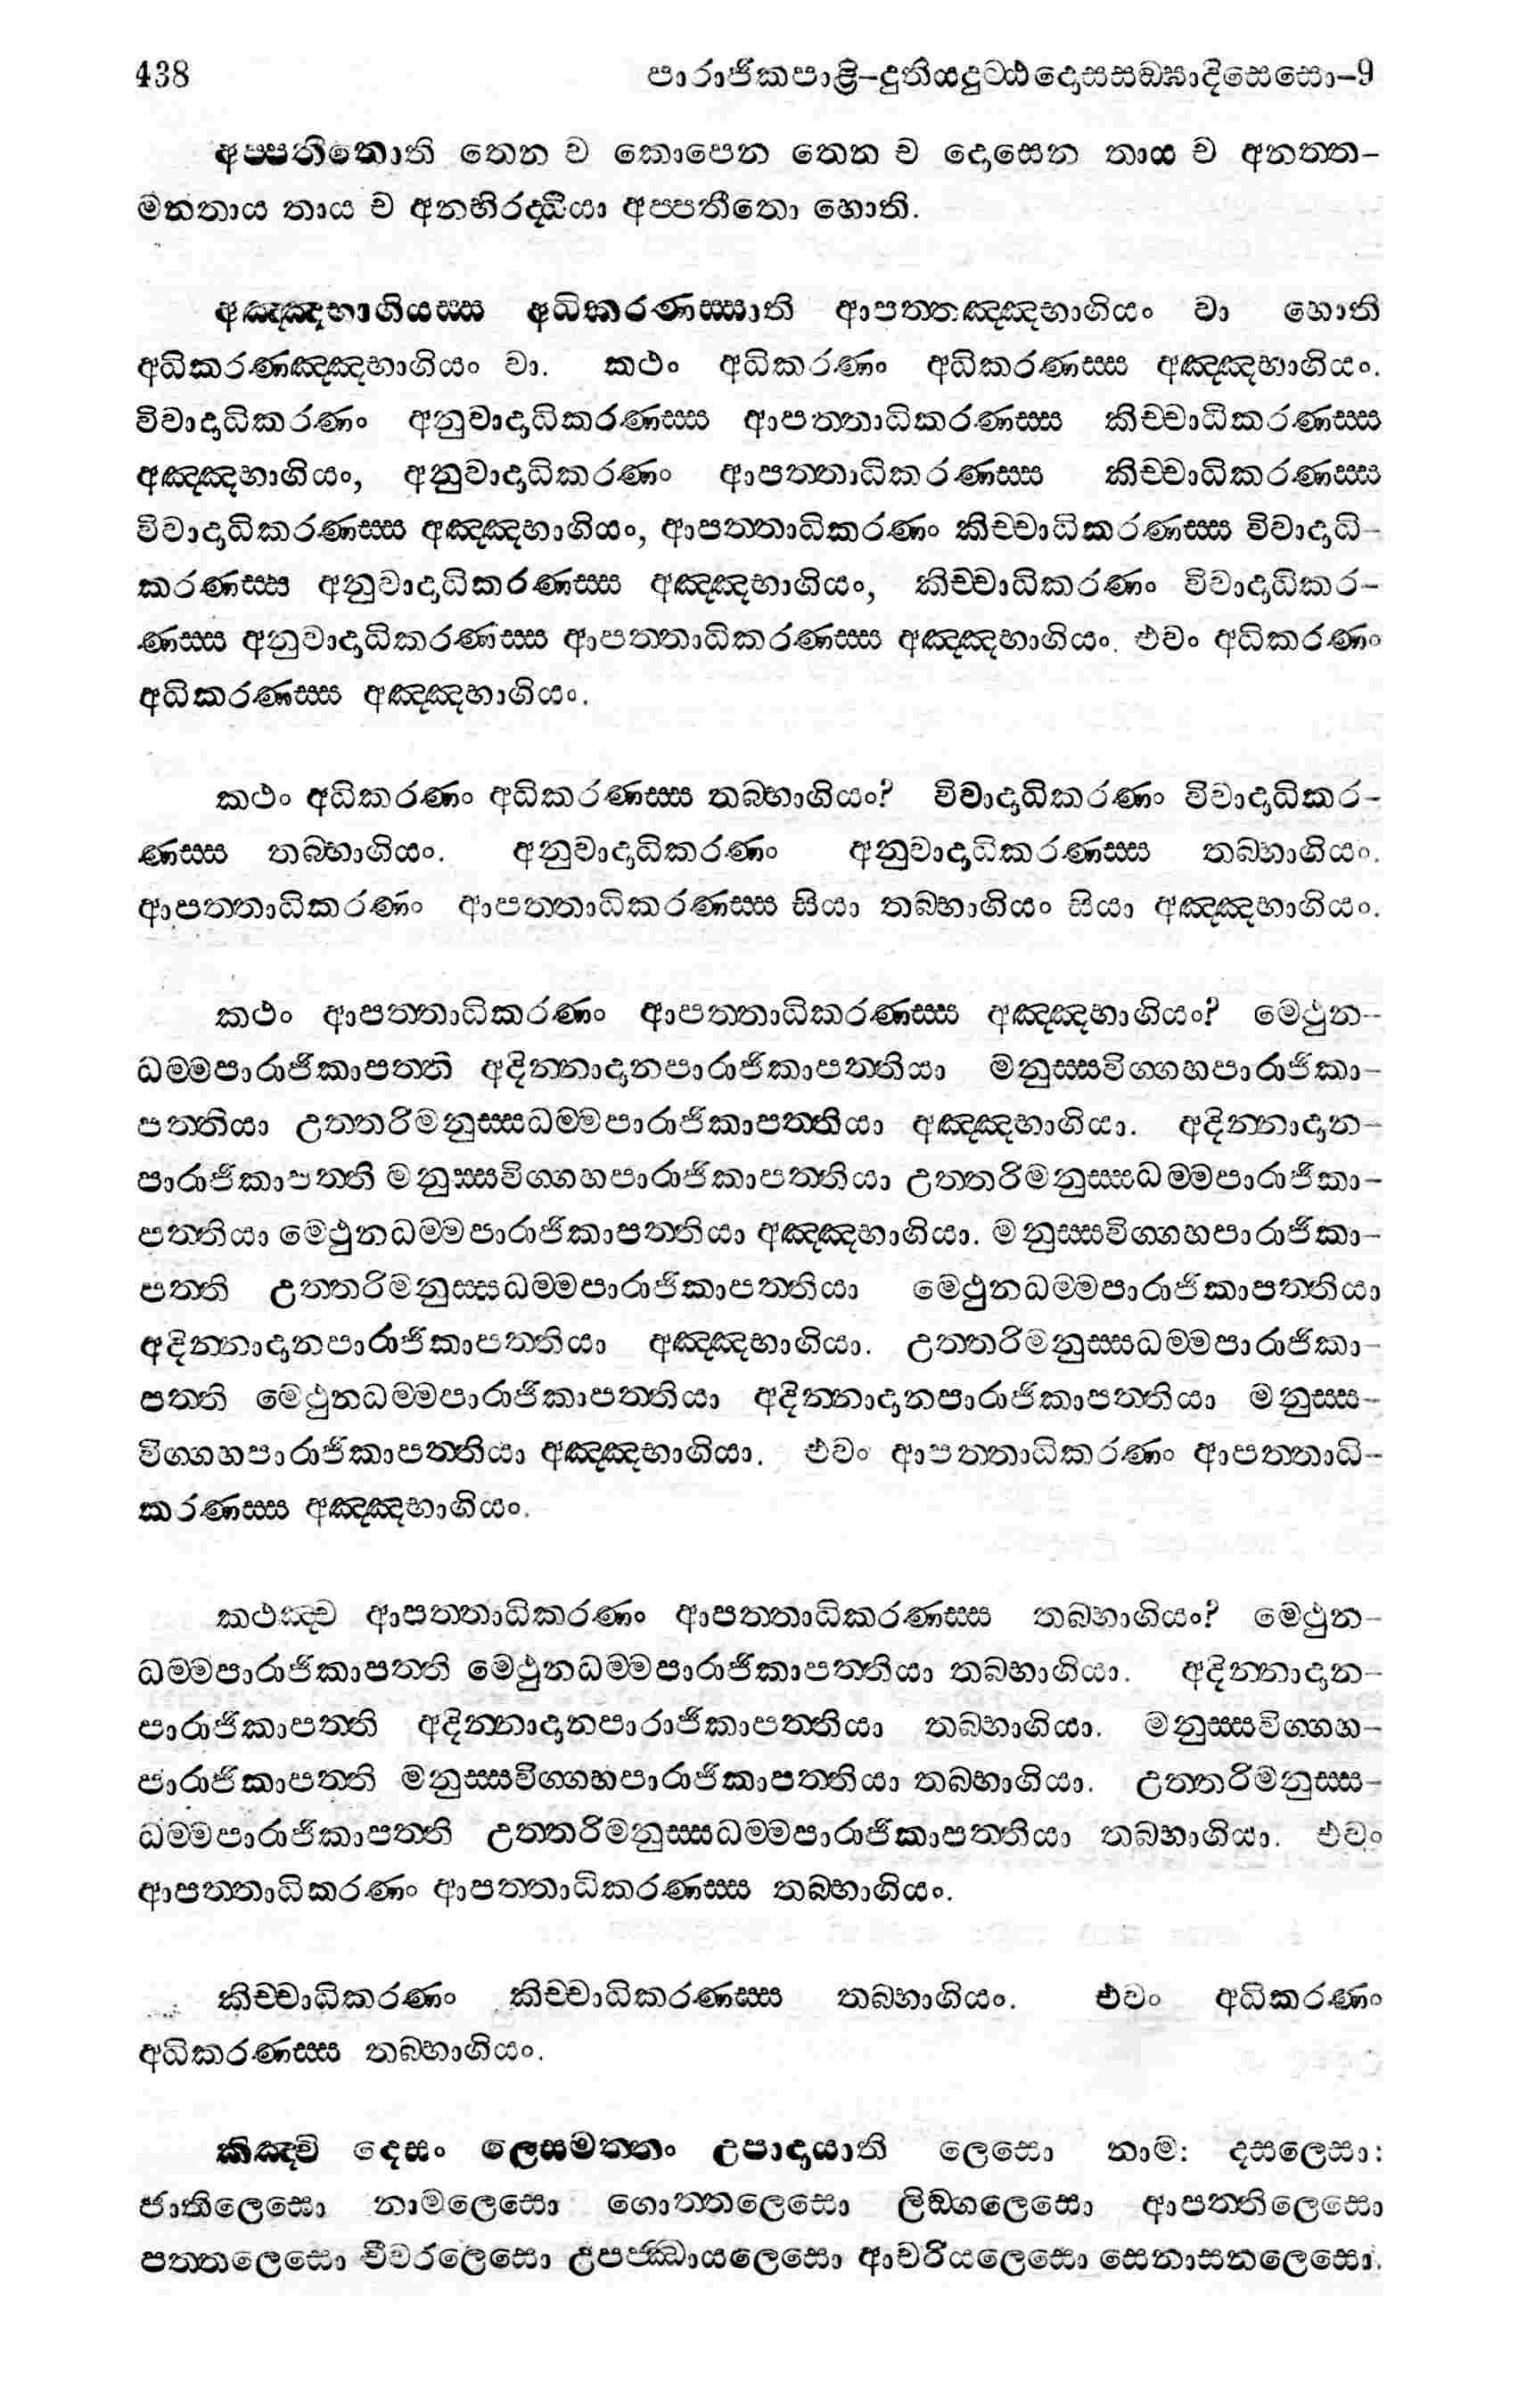 438 පාරාජිකපාළි-දුතියදුට්ඨදොසසඞ්ඝාදිසෙසො-9
අප්පතීතොති තෙන ච කොපෙන තෙන ච දොසෙන තාය ච අනත්ත-
මනතාය තාය ච අනභිරද්ධියා අප්පතීතො හොති.
අඤ්ඤභාගියස්ස අධිකරණස්සාති ආපත්තඤ්ඤභාගියං වා හොති
අධිකරණඤ්ඤභාගියං වා. කථං අධිකරණං අධිකරණස්ස අඤ්ඤභාගියං.
විවාදාධිකරණං අනුවාදාධිකරණස්ස ආපත්තාධිකරණස්ස කිච්චාධිකරණස්ස
අඤ්ඤභාගියං, අනුවාදාධිකරණං ආපත්තාධිකරණස්ස කිච්චාධිකරණස්ස
විවාදාධිකරණස්ස අඤ්ඤභාගියං, ආපත්තාධිකරණං කිච්චාධිකරණස්ස විවාදාධි-
කරණස්ස අනුවාදාධිකරණස්ස අඤ්ඤභාගියං, කිච්චාධිකරණං විවාදාධිකර-
ණස්ස අනුවාදාධිකරණස්ස ආපත්තාධිකරණස්ස අඤ්ඤභාගියං. එවං අධිකරණං
අධිකරණස්ස අඤ්ඤභාගියං.
කථං අධිකරණං අධිකරණස්ස තබ්භාගියං? විවාදාධිකරණං විවාදාධිකර-
ණස්ස තබ්භාගියං. අනුවාදාධිකරණං අනුවාදාධිකරණස්ස තබ්භාගියං.
ආපත්තාධිකරණං ආපත්තාධිකරණස්ස සියා තබ්භාගියං සියා අඤ්ඤභාගියං.
කථං ආපත්තාධිකරණං ආපත්තාධිකරණස්ස අඤ්ඤභාගියං? මෙථුන-
ධම්මපාරාජිකාපත්ති අදින්නාදානපාරාජිකාපත්තියා මනුස්සවිග්ගහපාරාජිකා-
පත්තියා උත්තරිමනුස්සධම්මපාරාජිකාපත්තියා අඤ්ඤභාගියා. අදින්නාදාන-
පාරාජිකාපත්ති මනුස්සවිග්ගහපාරාජිකාපත්තියා උත්තරිමනුස්සධම්මපාරාජිකා-
පත්තියා මෙථුනධම්මපාරාජිකාපත්තියා අඤ්ඤභාගියා. මනුස්සවිග්ගහපාරාජිකා-
පත්ති උත්තරිමනුස්සධම්මපාරාජිකාපත්තියා මෙථුනධම්මපාරාජිකාපත්තියා
අදින්නාදානපාරාජිකාපත්තියා අඤ්ඤභාගියා. උත්තරිමනුස්සධම්මපාරාජිකා-
පත්ති මෙථුනධම්මපාරාජිකාපත්තියා අදින්නාදානපාරාජිකාපත්තියා මනුස්ස-
විග්ගහපාරාජිකාපත්තියා අඤ්ඤභාගියා. එවං ආපත්තාධිකරණං ආපත්තාධි-
කරණස්ස අඤ්ඤභාගියං.
කථඤ්ච ආපත්තාධිකරණං ආපත්තාධිකරණස්ස තබ්භාගියං? මෙථුන-
ධම්මපාරාජිකාපත්ති මෙථුනධම්මපාරාජිකාපත්තියා තබ්භාගියා. අදින්නාදාන-
පාරාජිකාපත්ති අදින්නාදානපාරාජිකාපත්තියා තබ්භාගියා. මනුස්සවිග්ගහ-
පාරාජිකාපත්ති මනුස්සවිග්ගහපාරාජිකාපත්තියා තබ්භාගියා. උත්තරිමනුස්ස-
ධම්මපාරාජිකාපත්ති උත්තරිමනුස්සධම්මපාරාජිකාපත්තියා තබ්භාගියා. එවං
ආපත්තාධිකරණං ආපත්තාධිකරණස්ස තබ්භාගියං.
කිච්චාධිකරණං කිච්චාධිකරණස්ස තබ්භාගියං. එවං අධිකරණං
අධිකරණස්ස තබ්භාගියං.
කිඤ්චි දෙසං ලෙසමත්තං උපාදායාති ලෙසො නාම: දසලෙසා:
ජාතිලෙසො නාමලෙසො ගොත්තලෙසො ලිඞ්ගලෙසො ආපත්තිලෙසො
පත්තලෙසො චීවරලෙසො උපජ්ඣායලෙසො ආචරියලෙසො සෙනාසනලෙසො.